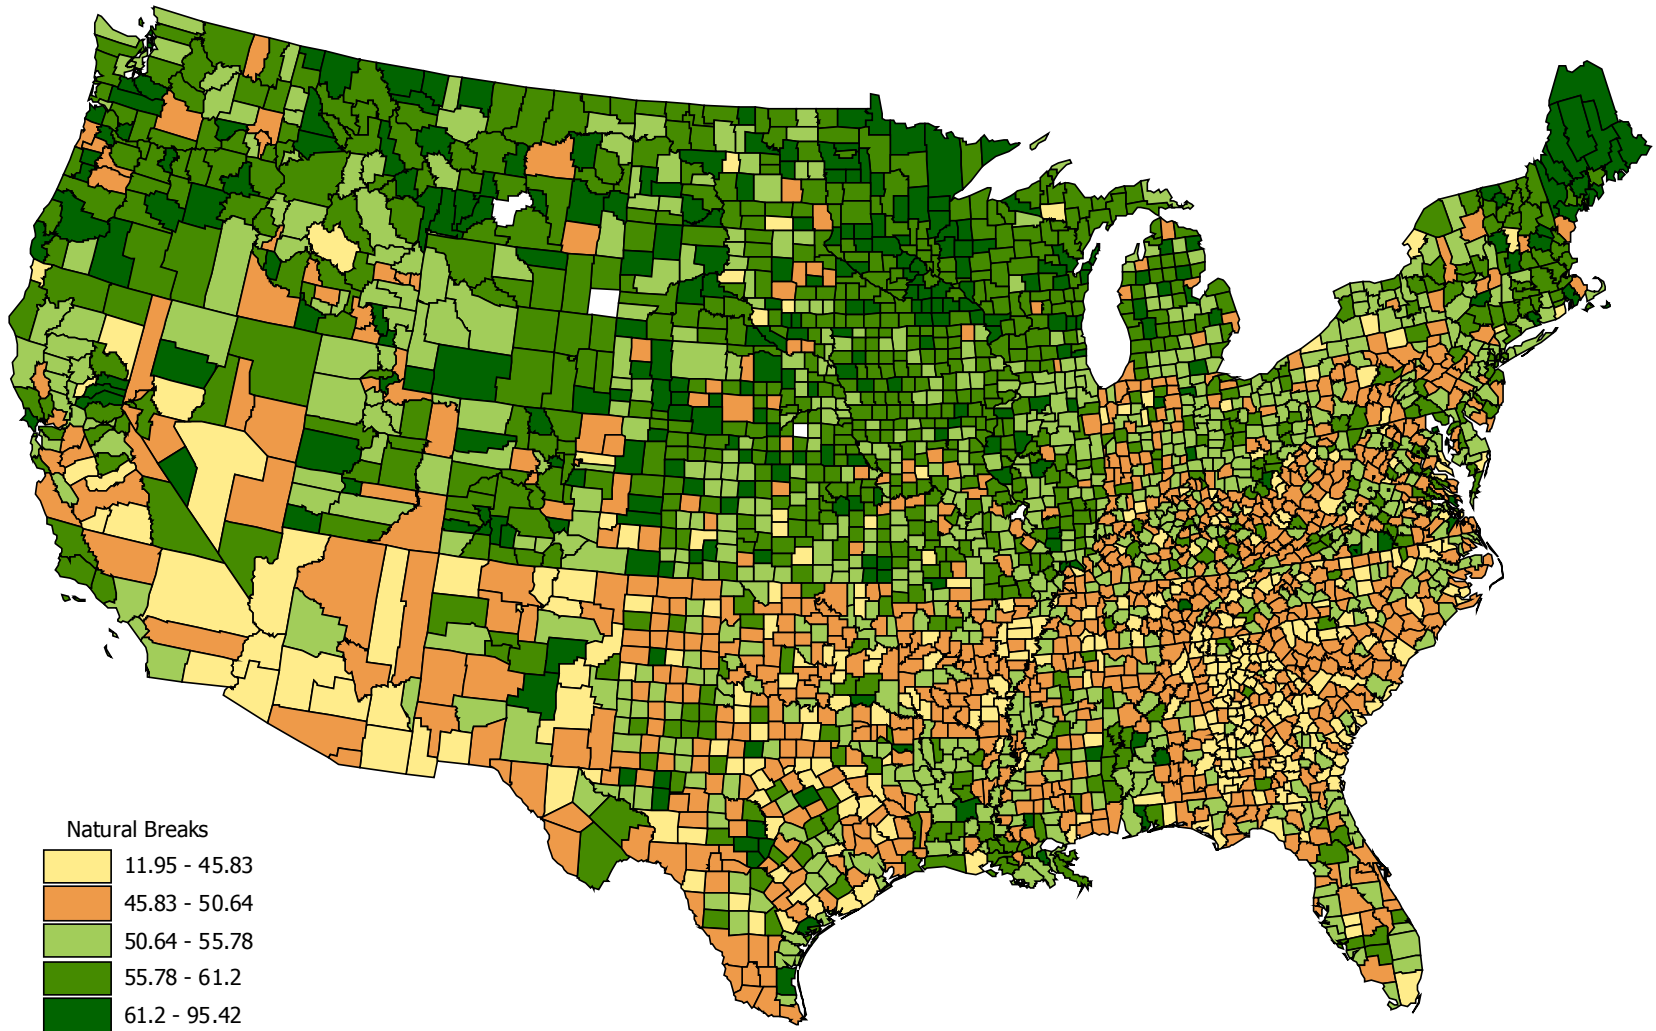 Natural Breaks
11.95 - 45.83
45.83 - 50.64
50.64 - 55.78
55.78 - 61.2
61.2 - 95.42